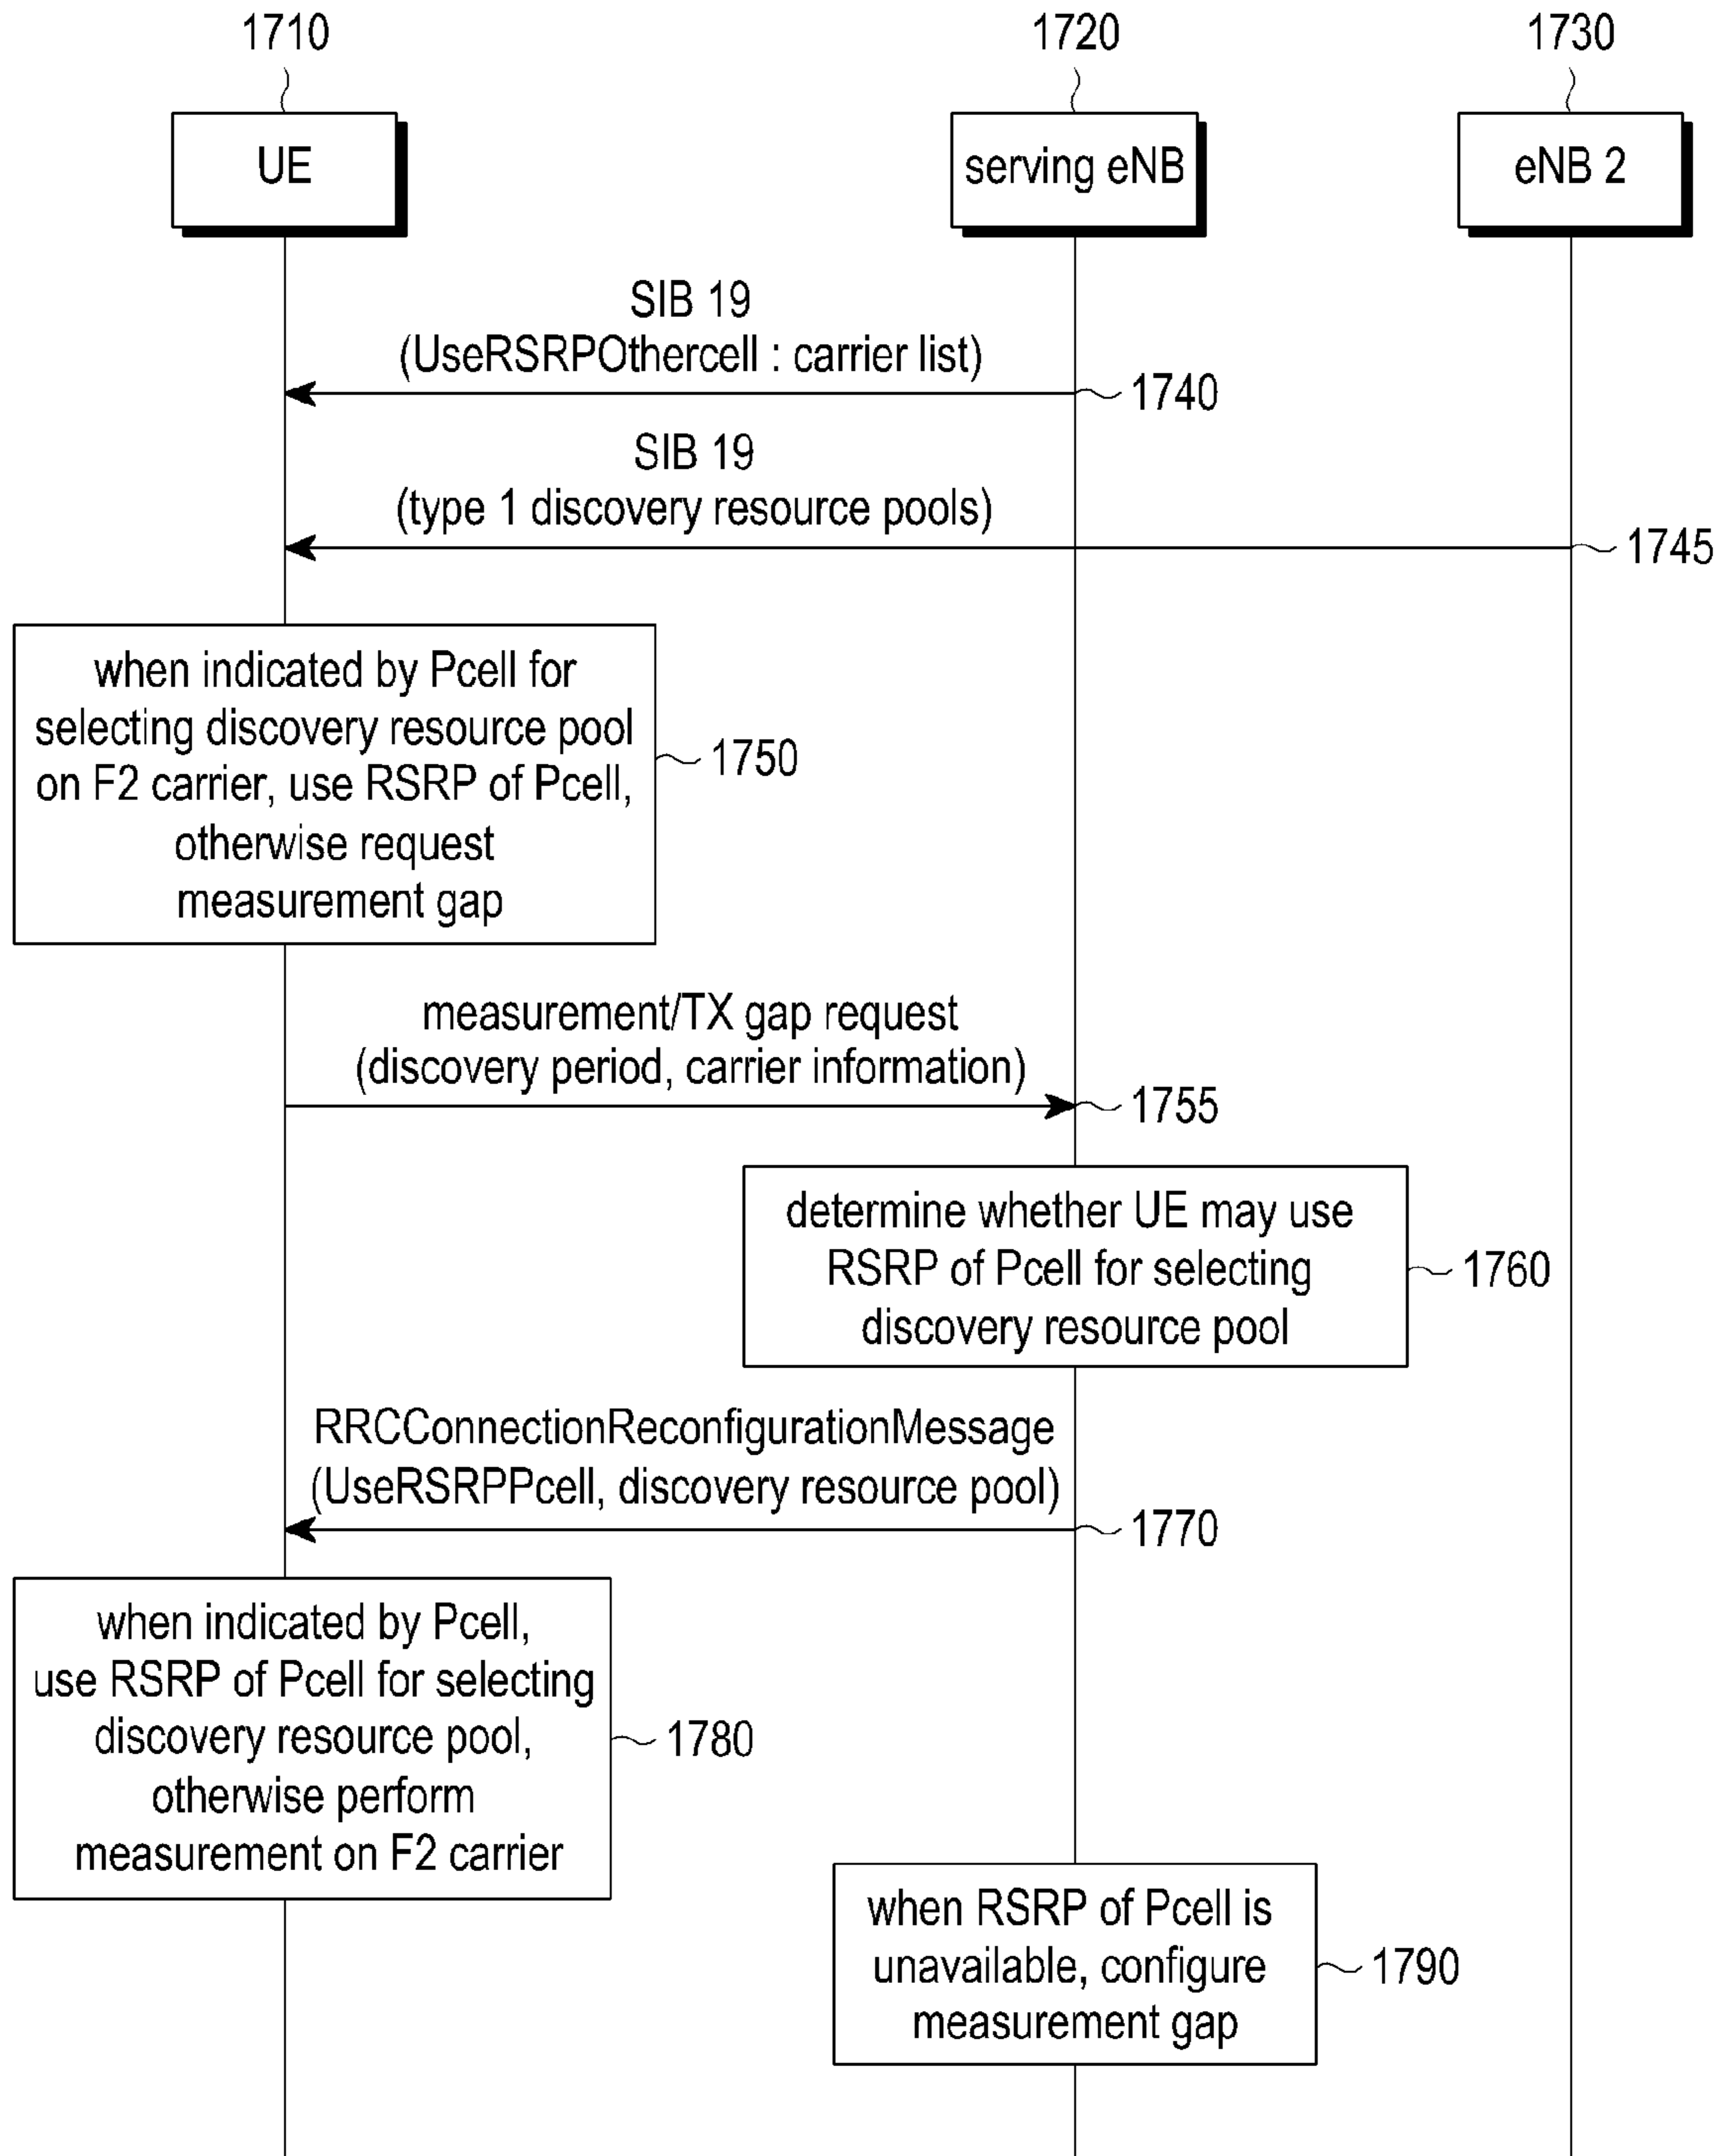 1710
1720
1730
UE
serving eNB
eNB 2
SIB 19
(UseRSRPOthercell : carrier list)
1740
SIB 19
(type 1 discovery resource pools)
1745
when indicated by Pcell for
selecting discovery resource pool
on F2 carrier, use RSRP of Pcell,
otherwise request
measurement gap
1750
measurement/TX gap request
(discovery period, carrier information)
1755
determine whether UE may use
RSRP of Pcell for selecting
discovery resource pool
1760
RRCConnectionReconfigurationMessage
(UseRSRPPcell, discovery resource pool)
1770
when indicated by Pcell,
use RSRP of Pcell for selecting
discovery resource pool,
otherwise perform
measurement on F2 carrier
1780
when RSRP of Pcell is
unavailable, configure
measurement gap
1790